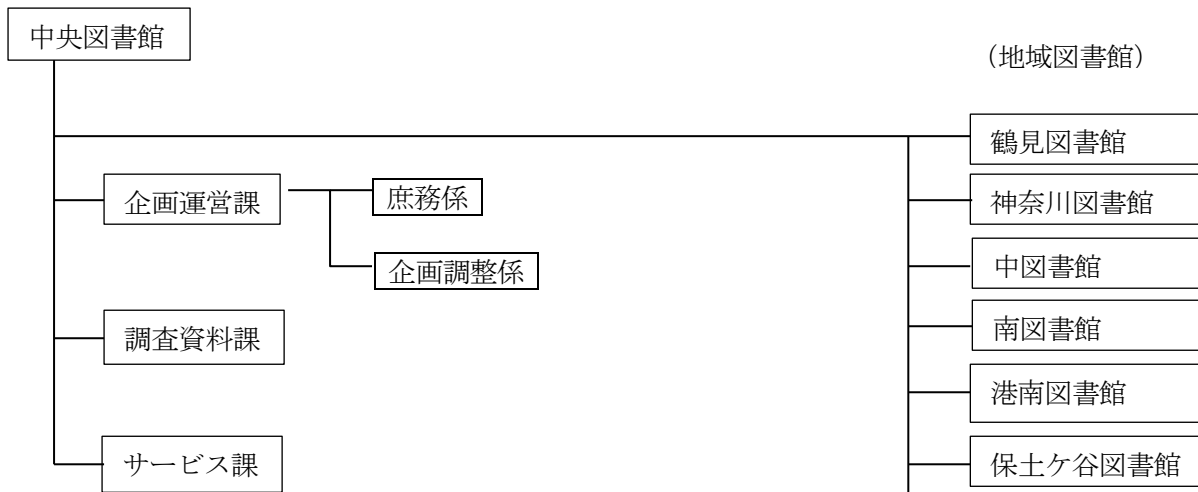 中央図書館
（地域図書館）
鶴見図書館
企画運営課
庶務係
神奈川図書館
企画調整係
中図書館
調査資料課
南図書館
港南図書館
サービス課
保土ケ谷図書館